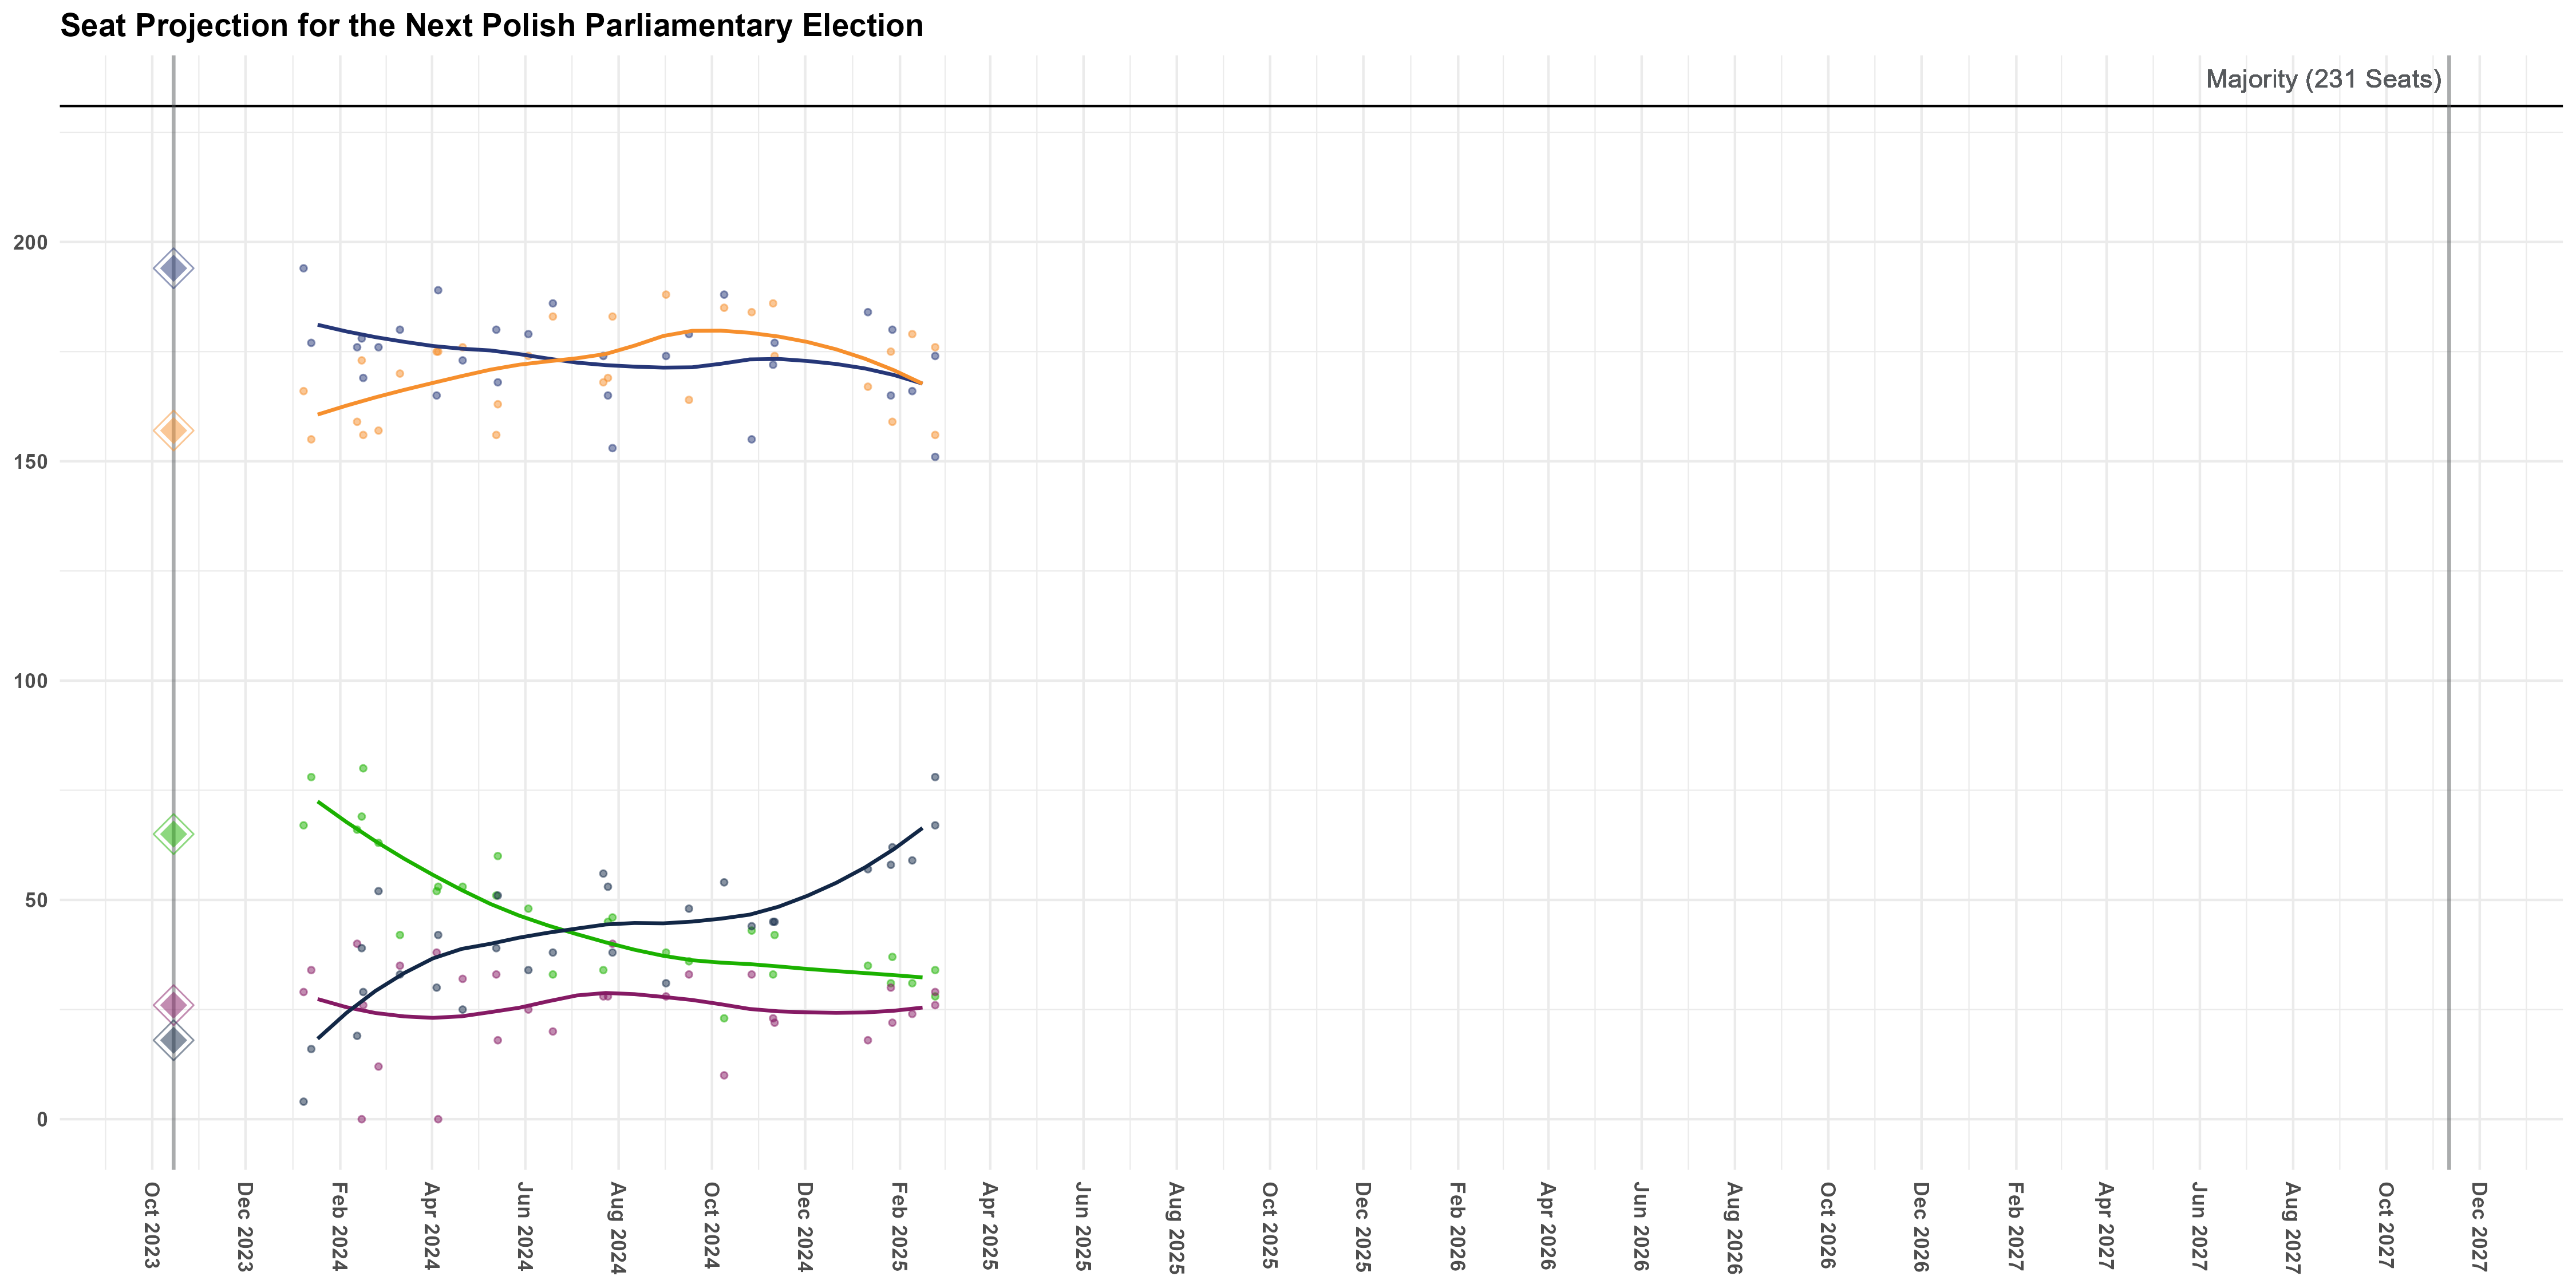 Seat Projection for the Next Polish Parliamentary Election
Majority (231 Seats)
200
150
100
50
0
Oct 2023
Dec 2023
Feb 2024
Apr 2024
Jun 2024
Aug 2024
Oct 2024
Dec 2024
Feb 2025
Apr 2025
Jun 2025
Aug 2025
Oct 2025
Dec 2025
Feb 2026
Apr 2026
Jun 2026
Aug 2026
Oct 2026
Dec 2026
Feb 2027
Apr 2027
Jun 2027
Aug 2027
Oct 2027
Dec 2027